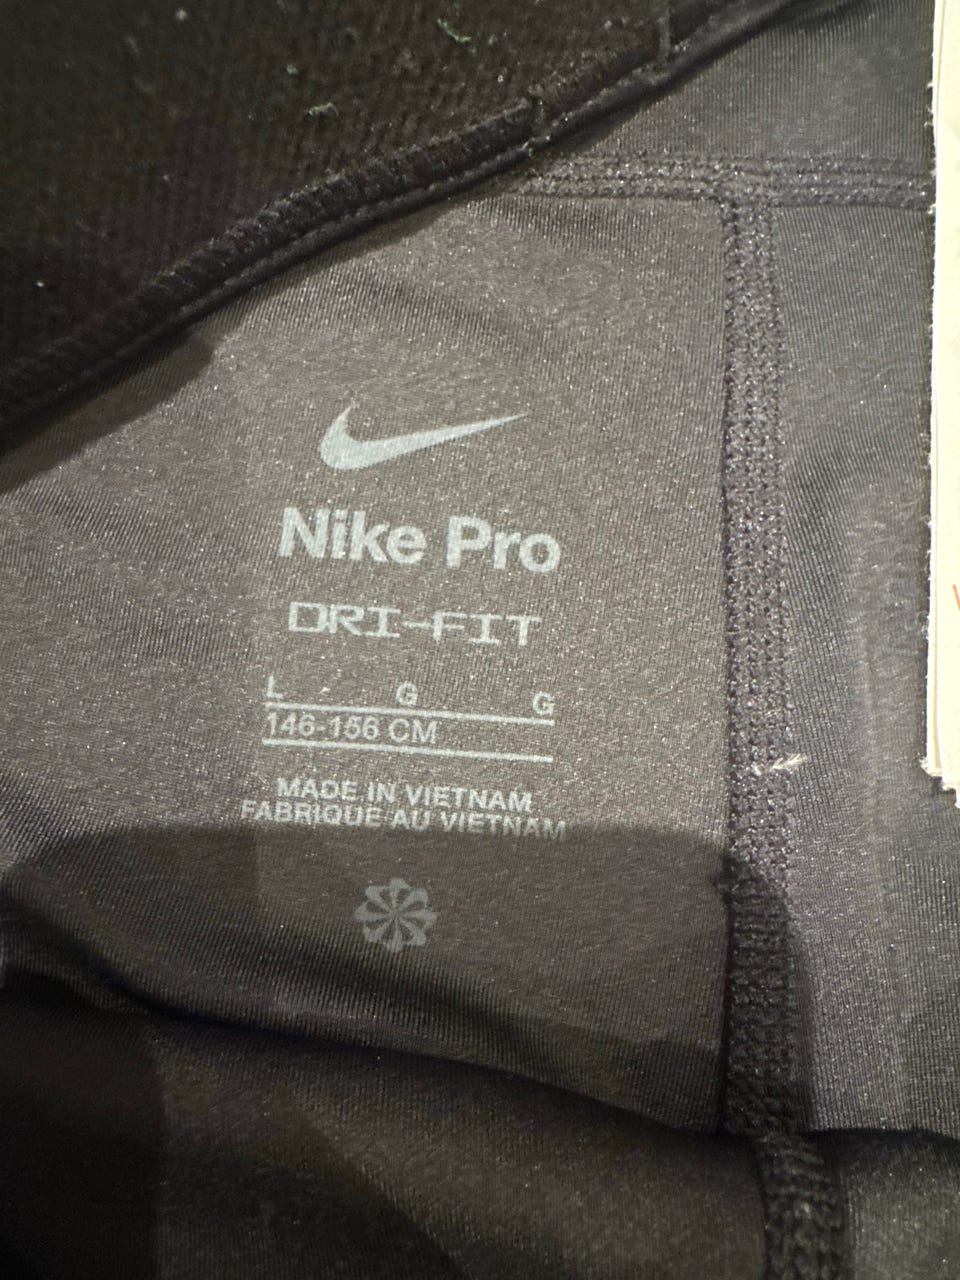 Nike Pro
DRI-FIT
L G G
146-156 CM
MADE IN VIETNAM
FABRIQUE AU VIETNAM